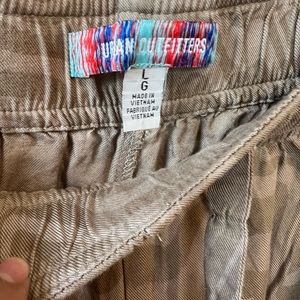 URBAN OUTFITTERS
L
G
MADE IN
VIETNAM
FABRIQUÉ AU
VIETNAM